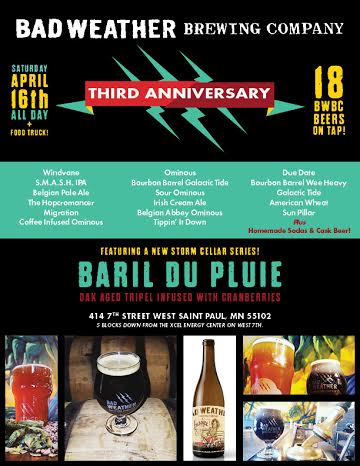 BAD WEATHER BREWING COMPANY
SATURDAY
APRIL
16th
ALL DAY
+
FOOD TRUCK!
THIRD ANNIVERSARY
18
BWBC
BEERS
ON TAP!
Windvane
S.M.A.S.H. IPA
Belgian Pale Ale
The Hopcromancer
Migration
Coffee Infused Ominous
Ominous
Bourbon Barrel Galactic Tide
Sour Ominous
Irish Cream Ale
Belgian Abbey Ominous
Tippin' It Down
Due Date
Bourbon Barrel Wee Heavy
Galactic Tide
American Wheat
Sun Pillar
Plus
Homemade Sodas & Cask Beer!
FEATURING A NEW STORM CELLAR SERIES!
BARIL DU PLUIE
OAK AGED TRIPEL INFUSED WITH CRANBERRIES
414 7TH STREET WEST SAINT PAUL, MN 55102
5 BLOCKS DOWN FROM THE XCEL ENERGY CENTER ON WEST 7TH.
BAD WEATHER